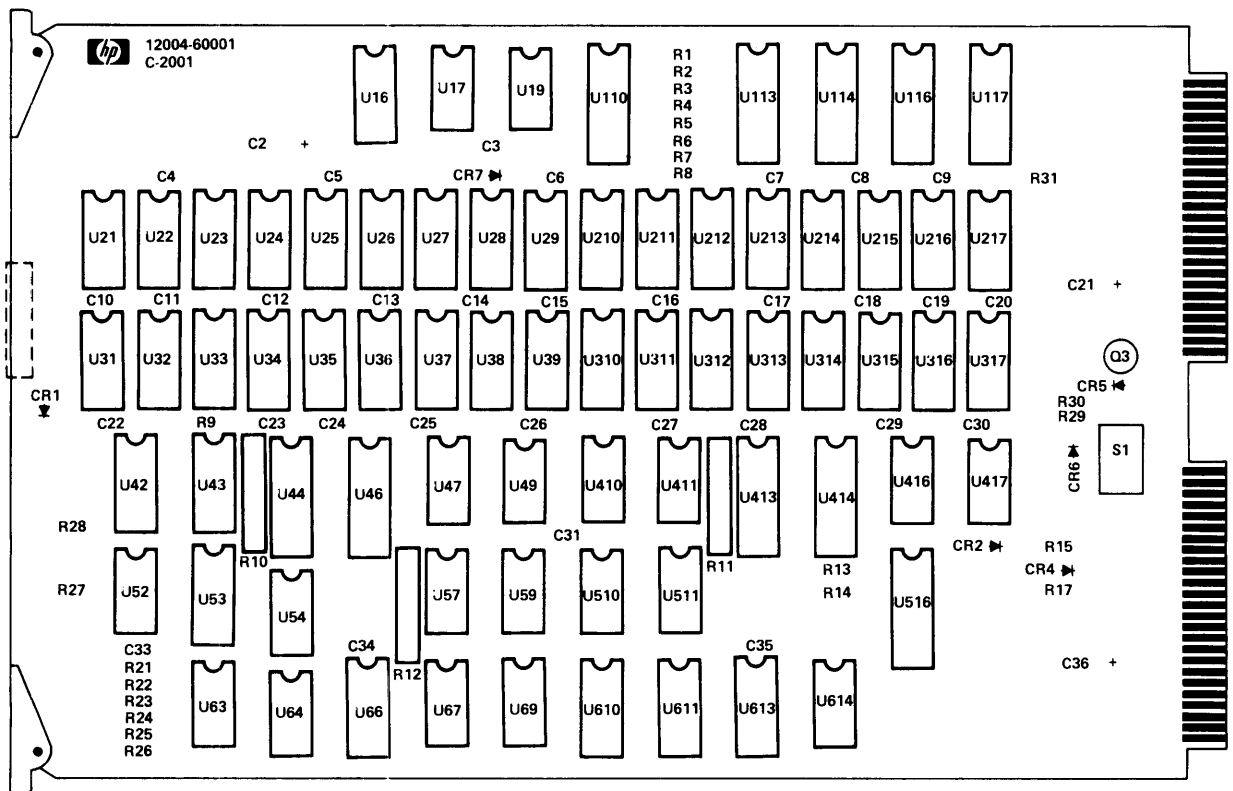 hp 12004-60001
C-2001
U16 U17 U19 U110 R1 U113 U114 U116 U117
R2
R3
R4
R5
R6
R7
R8
C2 + C3
CR7
C4 C5 C6 C7 C8 C9 R31
U21 U22 U23 U24 U25 U26 U27 U28 U29 U210 U211 U212 U213 U214 U215 U216 U217
C21 +
C10 C11 C12 C13 C14 C15 C16 C17 C18 C19 C20
U31 U32 U33 U34 U35 U36 U37 U38 U39 U310 U311 U312 U313 U314 U315 U316 U317
Q3
CR5
CR1
R30
R29
C22 R9 C23 C24 C25 C26 C27 C28 C29 C30
U42 U43 U44 U46 U47 U49 U410 U411 U413 U414 U416 U417 CR6 S1
R28
C31
CR2 R15
R10 R11 R13 CR4
R27 U52 U53 U54 U57 U59 U510 U511 R14 U516 R17
C33 C34 C35
R21 R12 C36 +
R22
R23
R24
R25
R26
U63 U64 U66 U67 U69 U610 U611 U613 U614